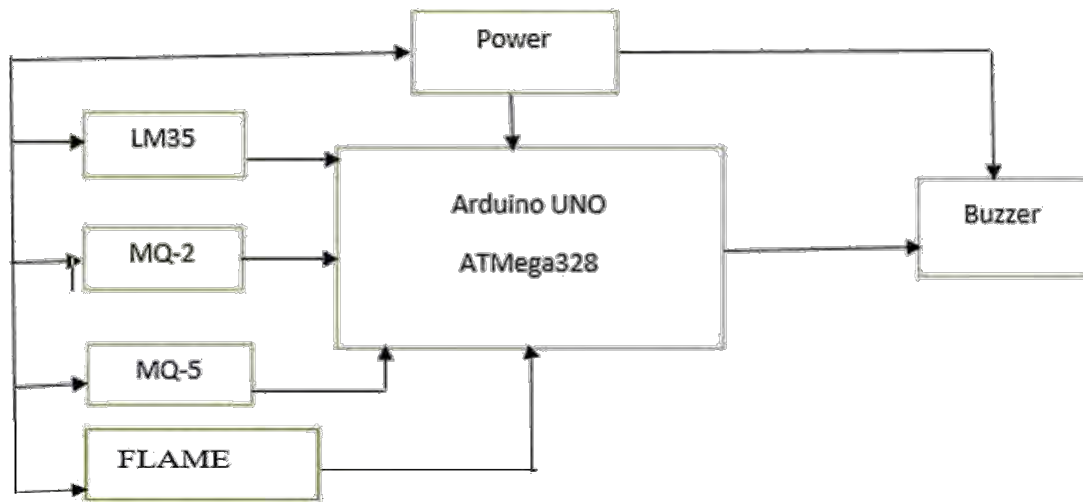 Power
LM35
Arduino UNO
ATMega328
Buzzer
MQ-2
MQ-5
FLAME